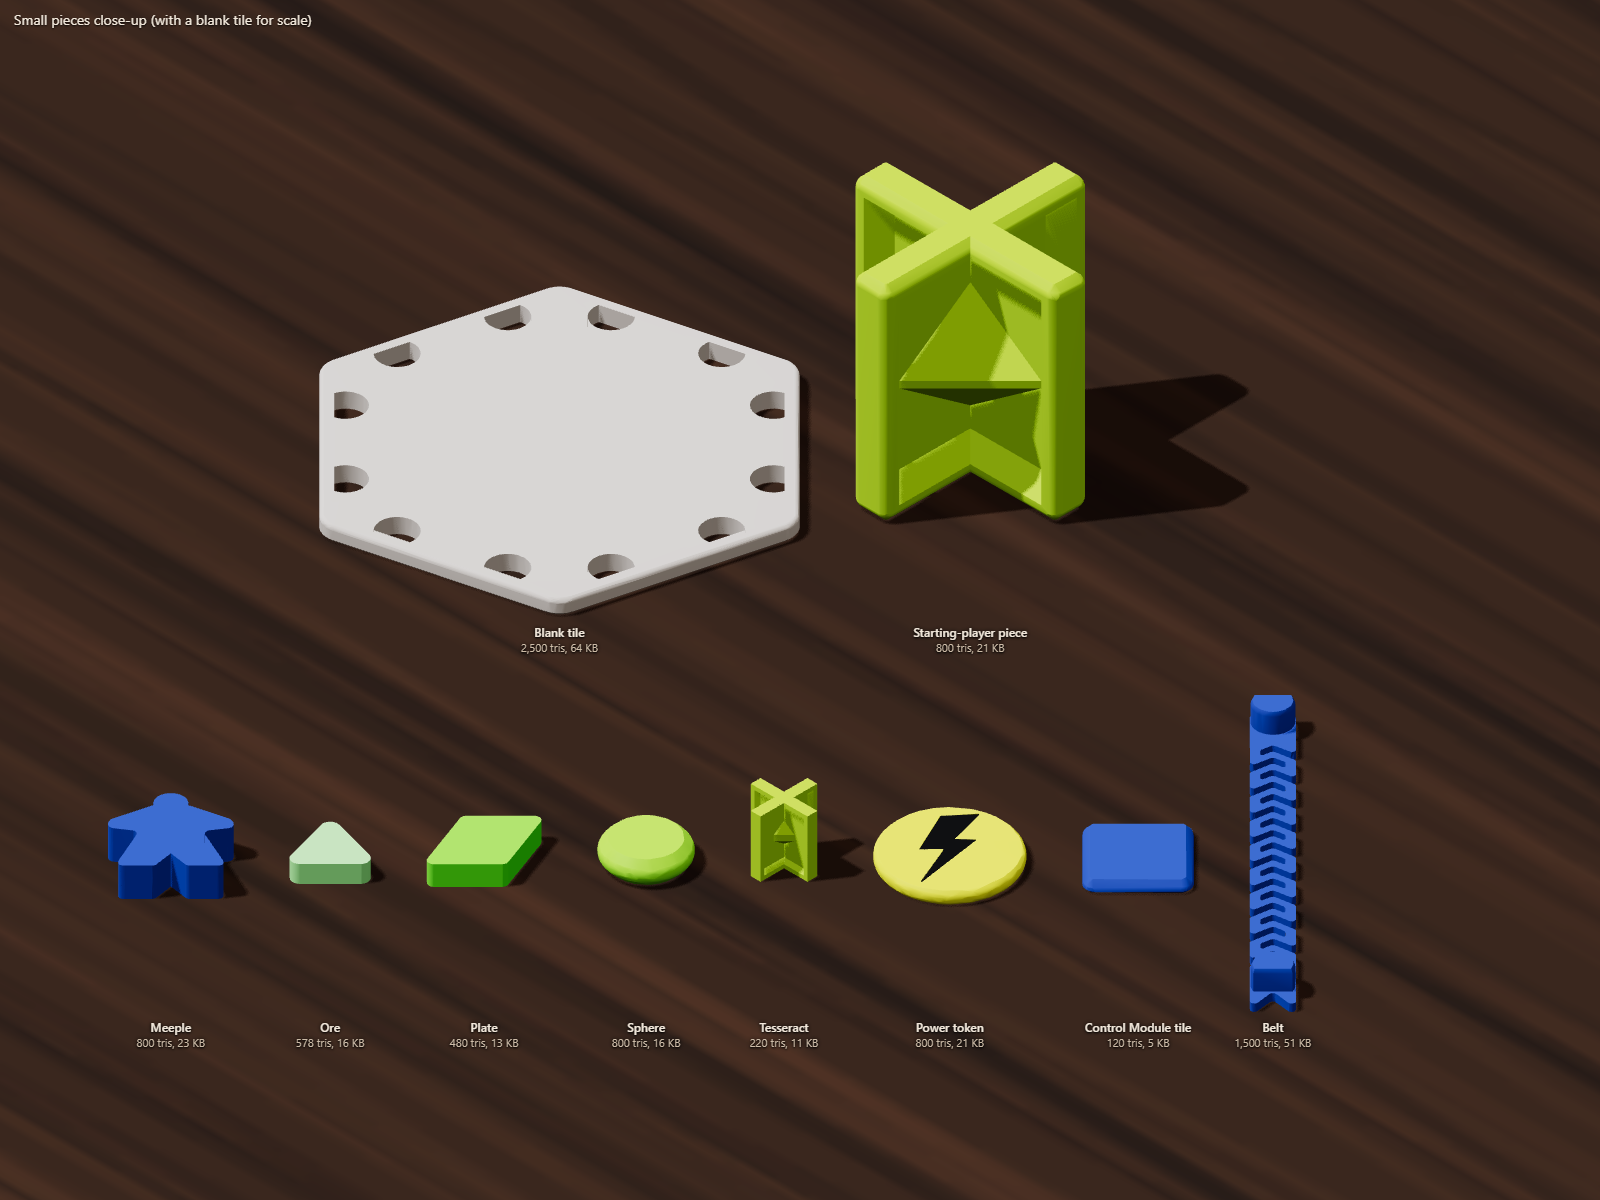 Small pieces close-up (with a blank tile for scale)
Blank tile
2,500 tris, 64 KB
Starting-player piece
800 tris, 21 KB
Meeple
800 tris, 23 KB
Ore
578 tris, 16 KB
Plate
480 tris, 13 KB
Sphere
800 tris, 16 KB
Tesseract
220 tris, 11 KB
Power token
800 tris, 21 KB
Control Module tile
120 tris, 5 KB
Belt
1,500 tris, 51 KB